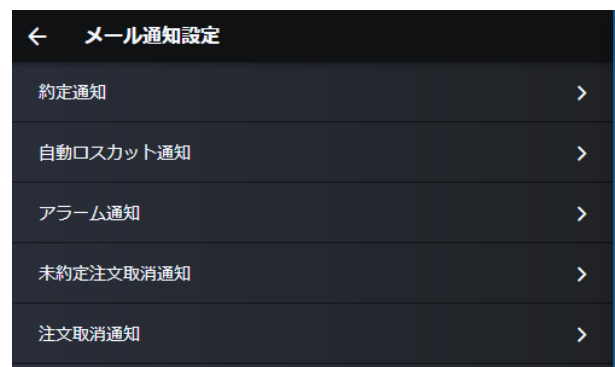 メール通知設定
約定通知
自動ロスカット通知
アラーム通知
未約定注文取消通知
注文取消通知